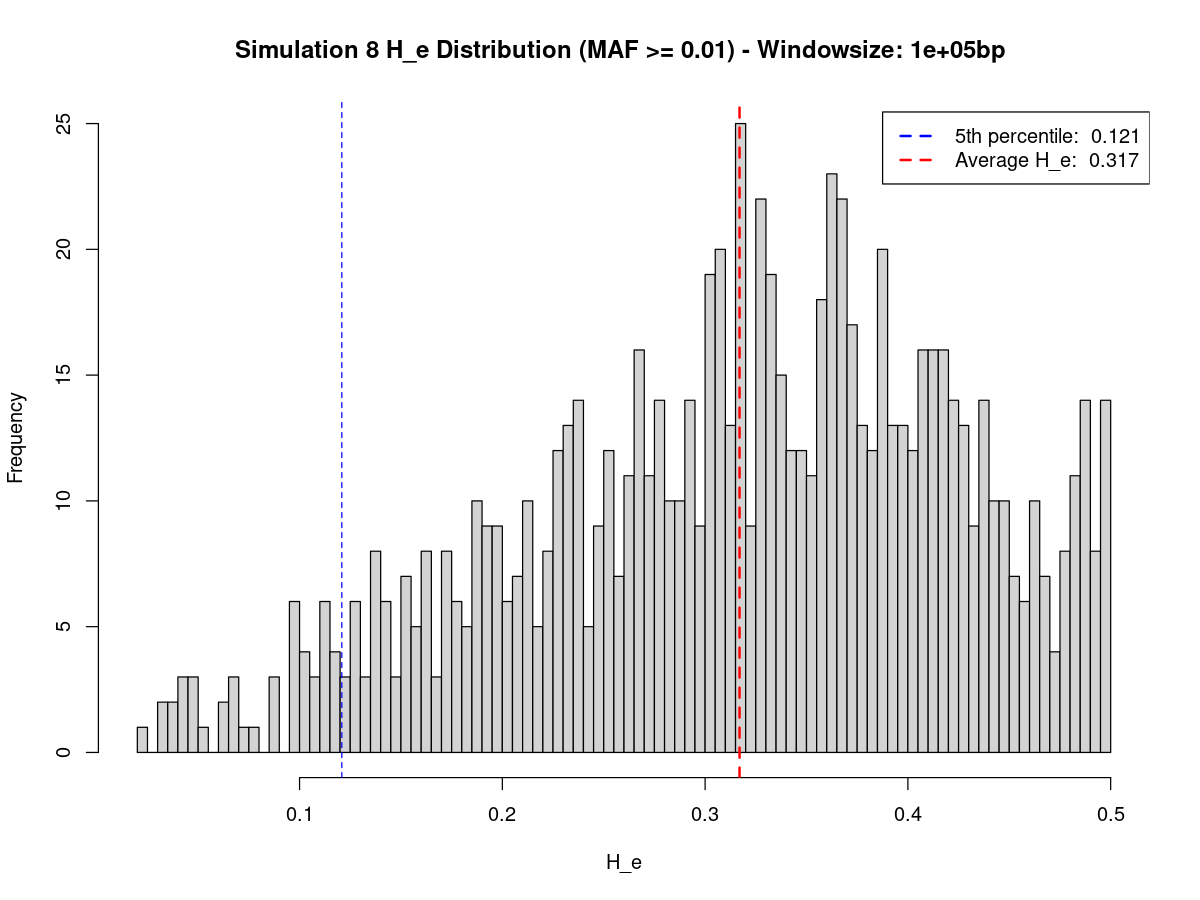 Simulation 8 H_e Distribution (MAF >= 0.01) - Windowsize: 1e+05bp
5th percentile:  0.121
Average H_e:  0.317
Frequency
25
20
15
10
5
0
0.1
0.2
0.3
0.4
0.5
H_e